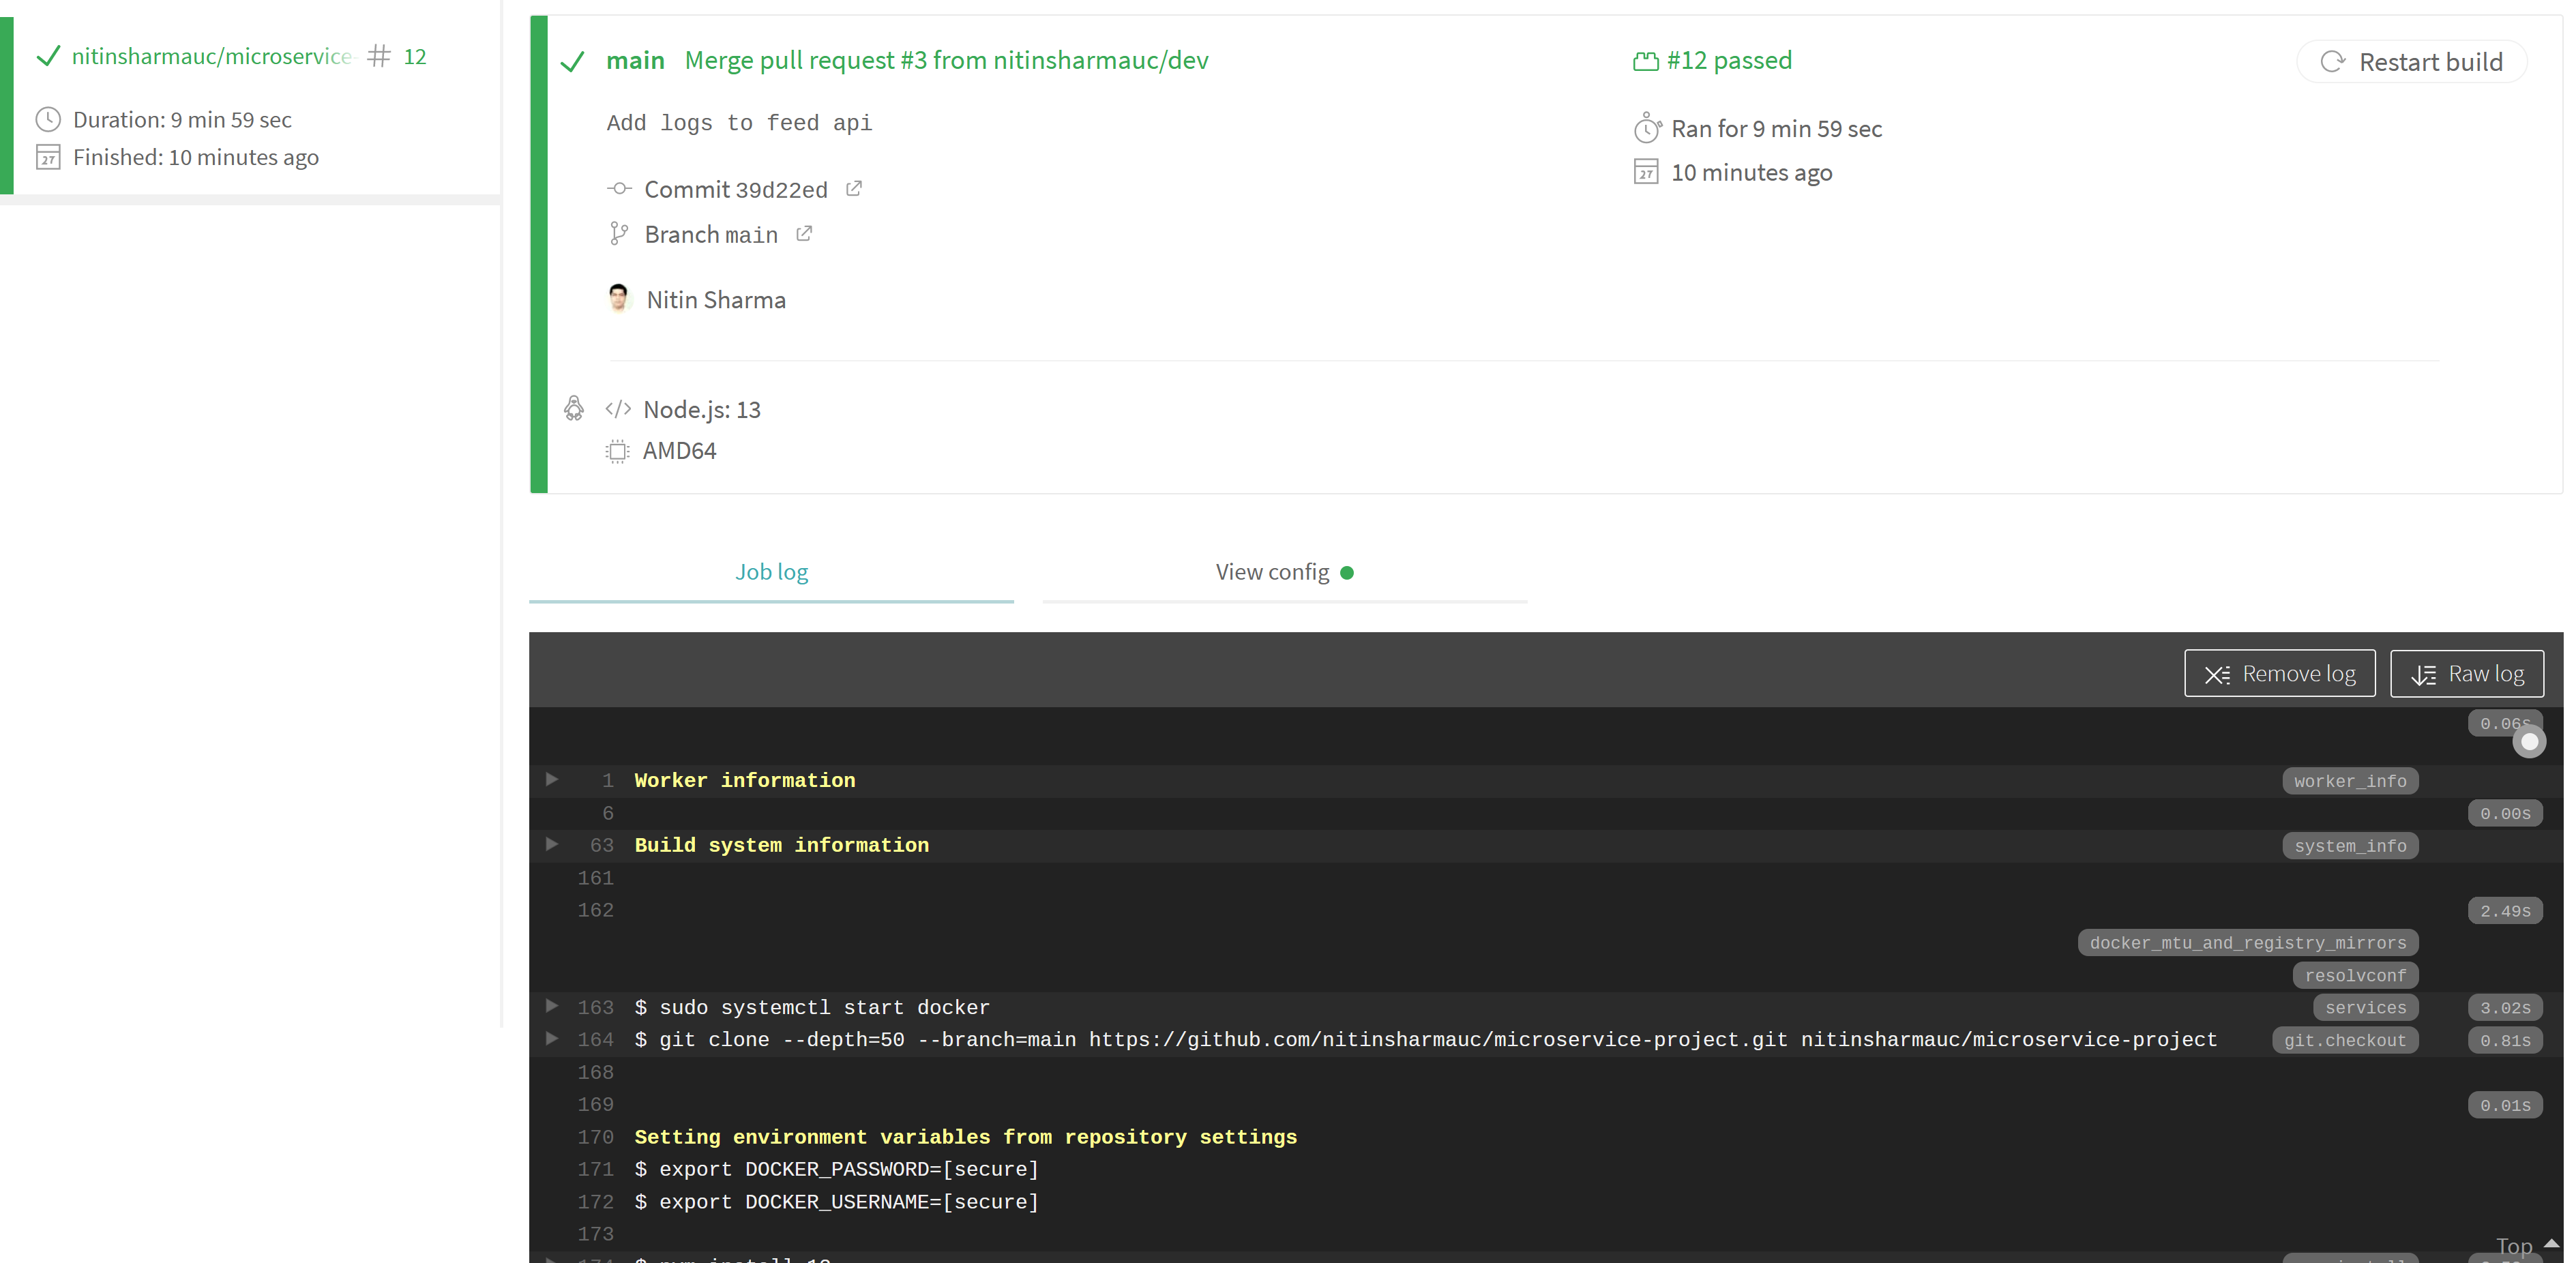 nitinsharmauc/microservice- # 12
Duration: 9 min 59 sec
27 Finished: 10 minutes ago
main Merge pull request #3 from nitinsharmauc/dev
Add logs to feed api
Commit 39d22ed
Branch main
Nitin Sharma
#12 passed
Ran for 9 min 59 sec
27 10 minutes ago
Restart build
</> Node.js: 13
AMD64
Job log
View config
Remove log
Raw log
0.06s
1 Worker information worker_info
6 0.00s
63 Build system information system_info
161
162 2.49s
docker_mtu_and_registry_mirrors
resolvconf
163 $ sudo systemctl start docker services 3.02s
164 $ git clone --depth=50 --branch=main https://github.com/nitinsharmauc/microservice-project.git nitinsharmauc/microservice-project git.checkout 0.81s
168
169 0.01s
170 Setting environment variables from repository settings
171 $ export DOCKER_PASSWORD=[secure]
172 $ export DOCKER_USERNAME=[secure]
173
Top